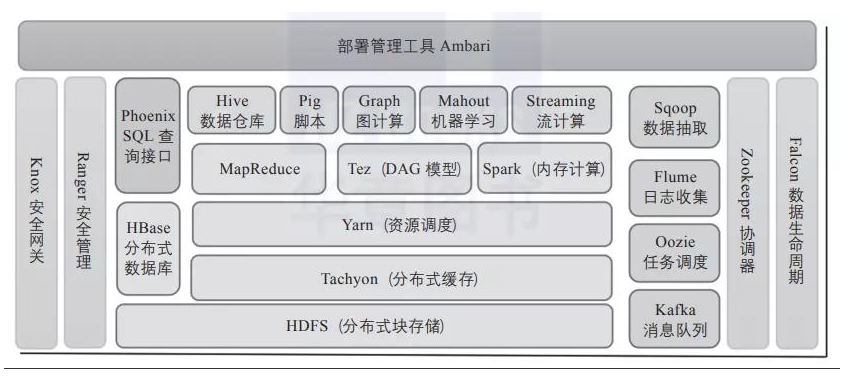 部署管理工具 Ambari
Knox 安全网关
Ranger 安全管理
Phoenix
SQL 查
询接口
HBase
分布式
数据库
Hive
数据仓库
Pig
脚本
Graph
图计算
Mahout
机器学习
Streaming
流计算
MapReduce
Tez (DAG 模型)
Spark (内存计算)
Yarn (资源调度)
Tachyon (分布式缓存)
HDFS (分布式块存储)
Sqoop
数据抽取
Flume
日志收集
Oozie
任务调度
Kafka
消息队列
Zookeeper 协调器
Falcon 数据生命周期